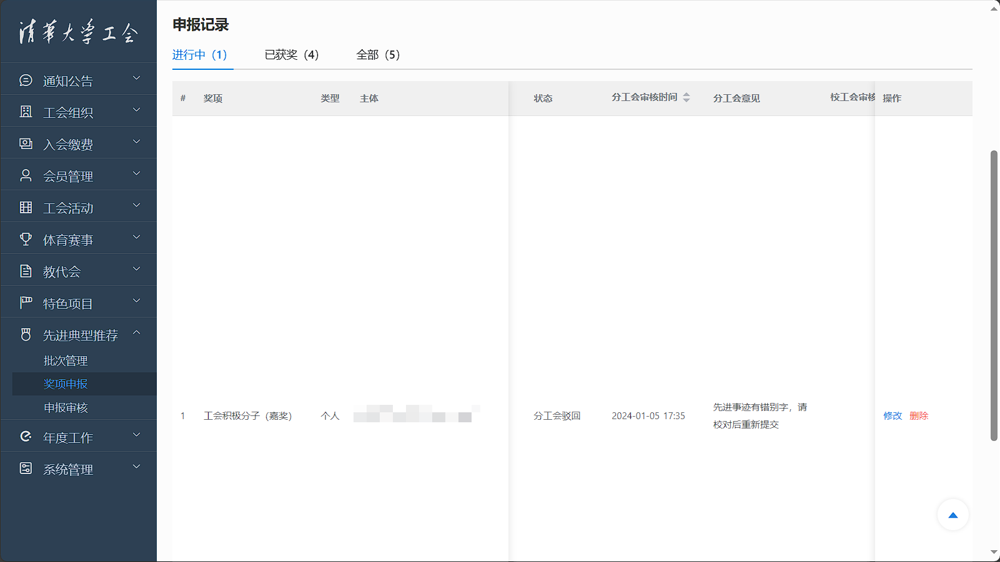 清華大学工会
通知公告
工会组织
入会缴费
会员管理
工会活动
体育赛事
教代会
特色项目
先进典型推荐
批次管理
奖项申报
申报审核
年度工作
系统管理
申报记录
进行中（1） 已获奖（4） 全部（5）
# 奖项 类型 主体 状态 分工会审核时间 分工会意见 校工会审核 操作
1 工会积极分子（嘉奖） 个人 分工会驳回 2024-01-05 17:35 先进事迹有错别字，请
校对后重新提交 修改 删除